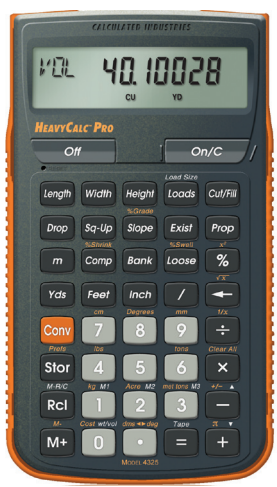 CALCULATED INDUSTRIES
VOL 40.10028
CU YD
HEAVYCALC PRO
Off On/C
Load Size
Length Width Height Loads Cut/Fill
%Grade
Drop Sq-Up Slope Exist Prop
%Shrink %Swell x²
m Comp Bank Loose %
√x
Yds Feet Inch / ←
cm Degrees mm 1/x
Conv 7 8 9 ÷
Prefs lbs tons Clear All
Stor 4 5 6 ×
M-R/C kg M1 Acre M2 met tons M3 +/- ▲
Rcl 1 2 3 −
M- Cost wt/vol dms◄►deg Tape π ▼
M+ 0 • = +
MODEL 4325